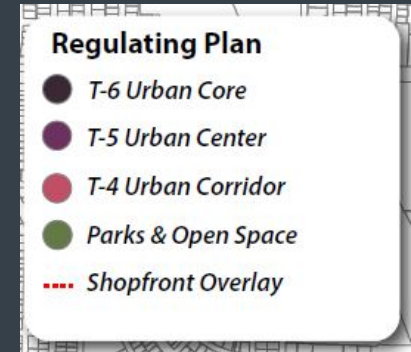 Regulating Plan
T-6 Urban Core
T-5 Urban Center
T-4 Urban Corridor
Parks & Open Space
Shopfront Overlay